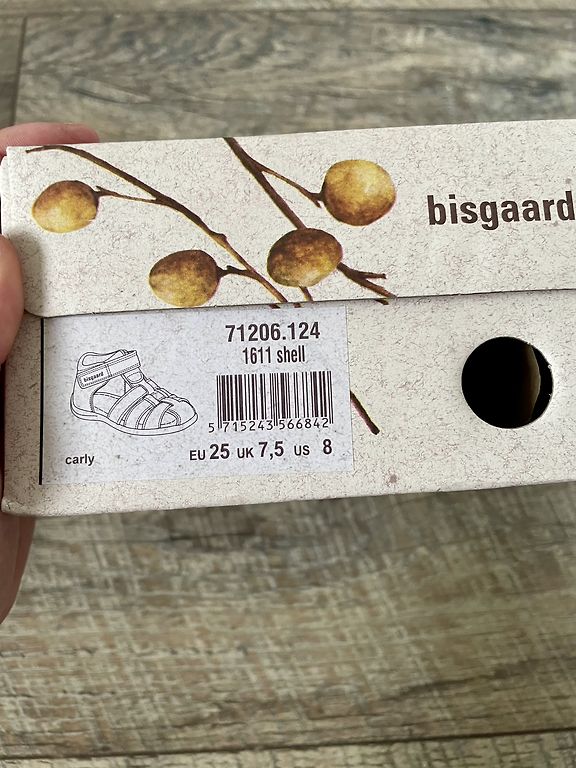 bisgaard
71206.124
1611 shell
bisgaard
5 715243 566842
carly
EU 25 UK 7,5 US 8